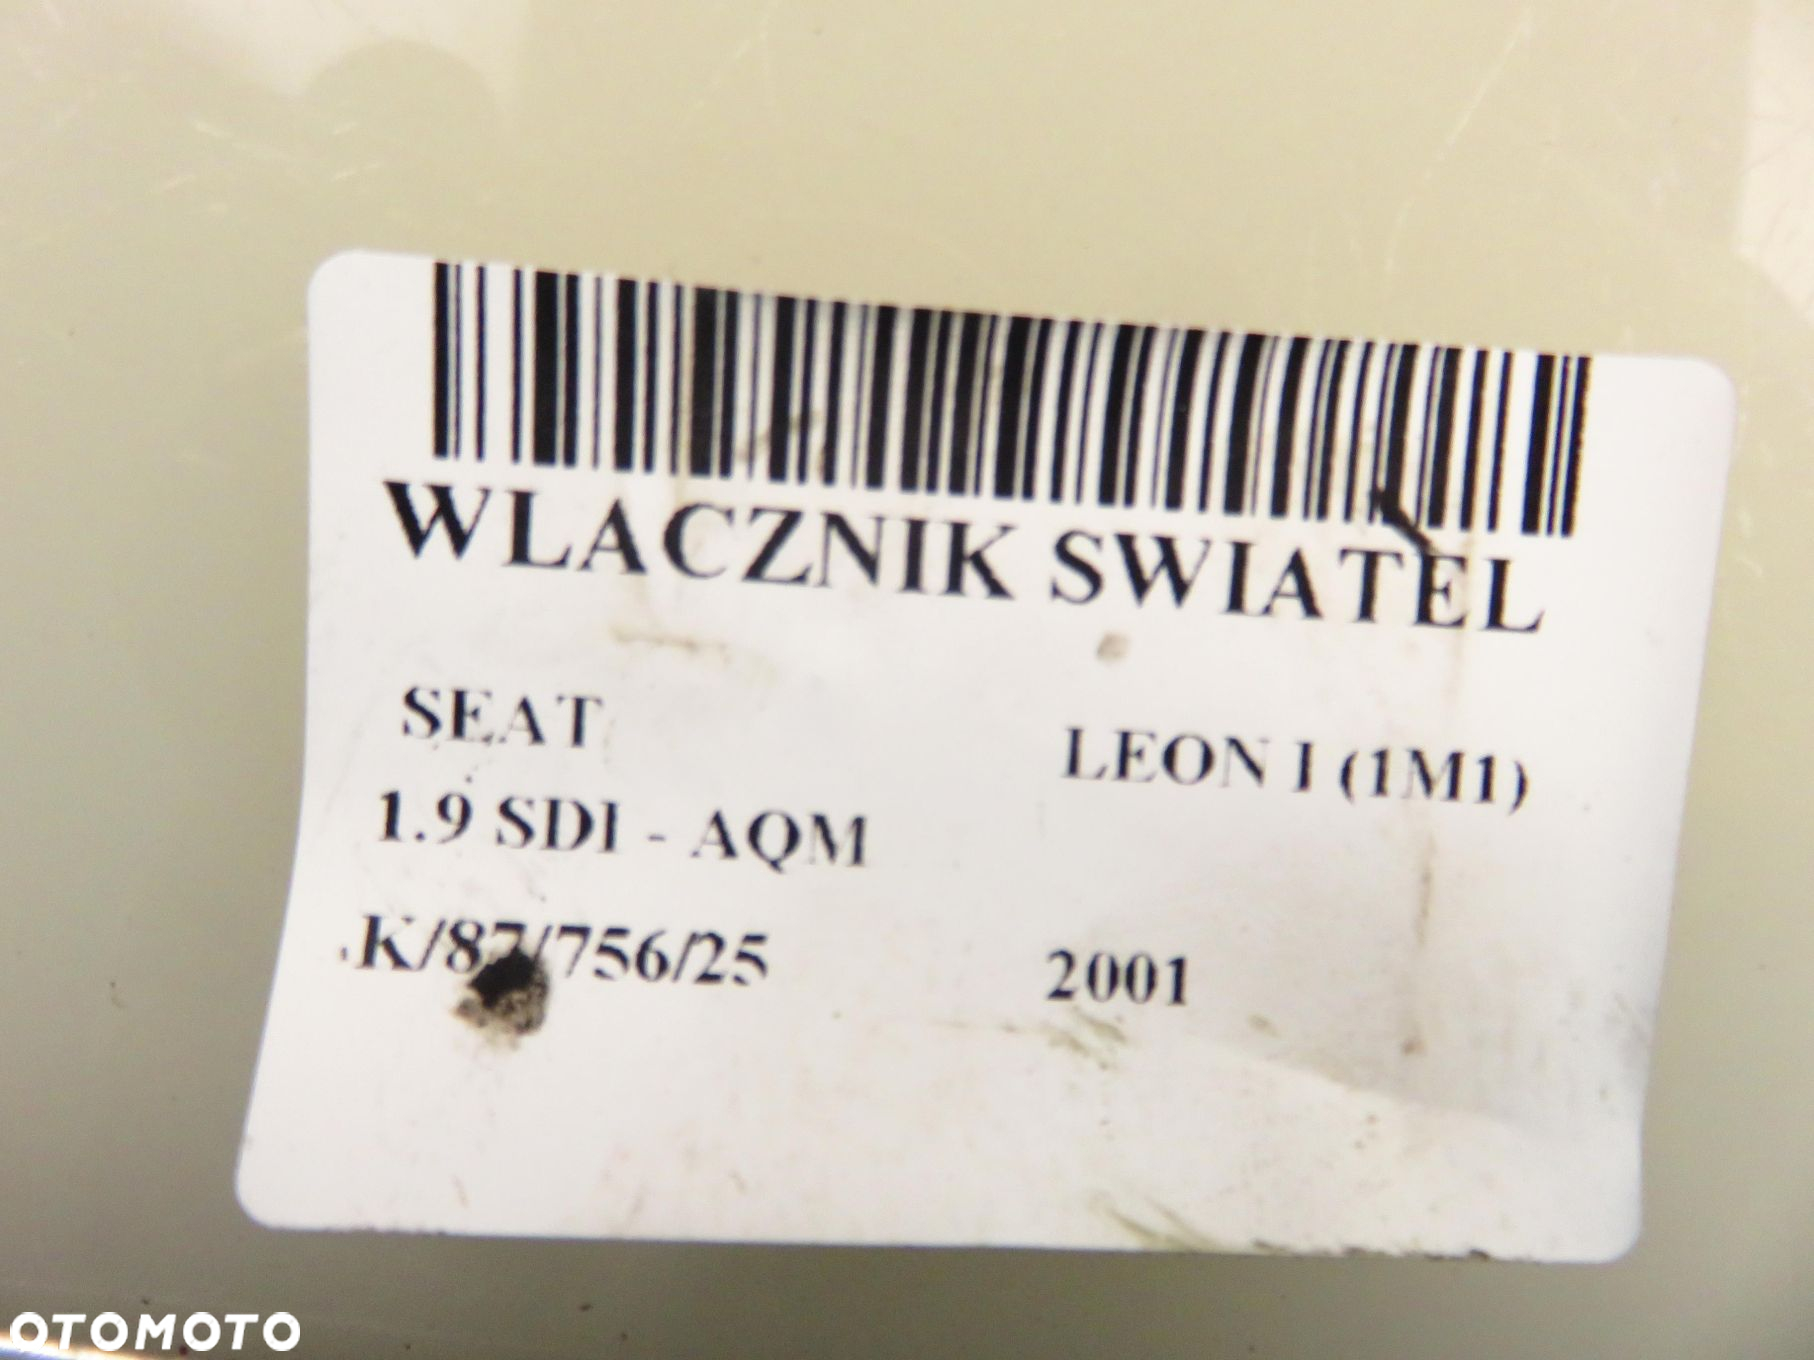 WLACZNIK SWIATEL
SEAT LEON I (1M1)
1.9 SDI - AQM
K/87/756/25 2001
OTOMOTO